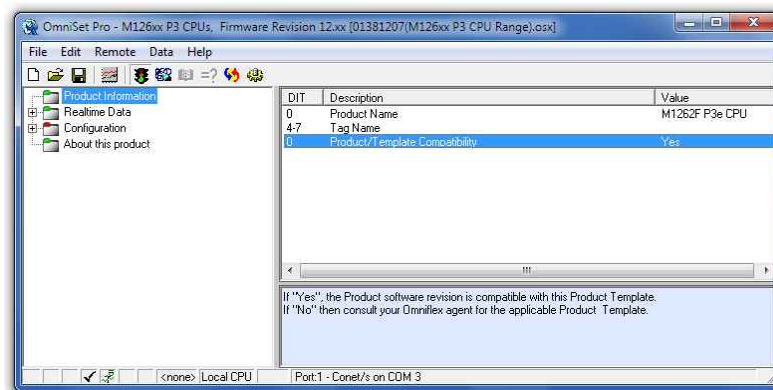 OmniSet Pro - M126xx P3 CPUs, Firmware Revision 12.xx [01381207(M126xx P3 CPU Range).osx]
File Edit Remote Data Help
=?
Product Information
Realtime Data
Configuration
About this product
DIT Description Value
0 Product Name M1262F P3e CPU
4-7 Tag Name
0 Product/Template Compatibility Yes
If "Yes", the Product software revision is compatible with this Product Template.
If "No" then consult your Omniflex agent for the applicable Product Template.
<none> Local CPU Port:1 - Conet/s on COM 3